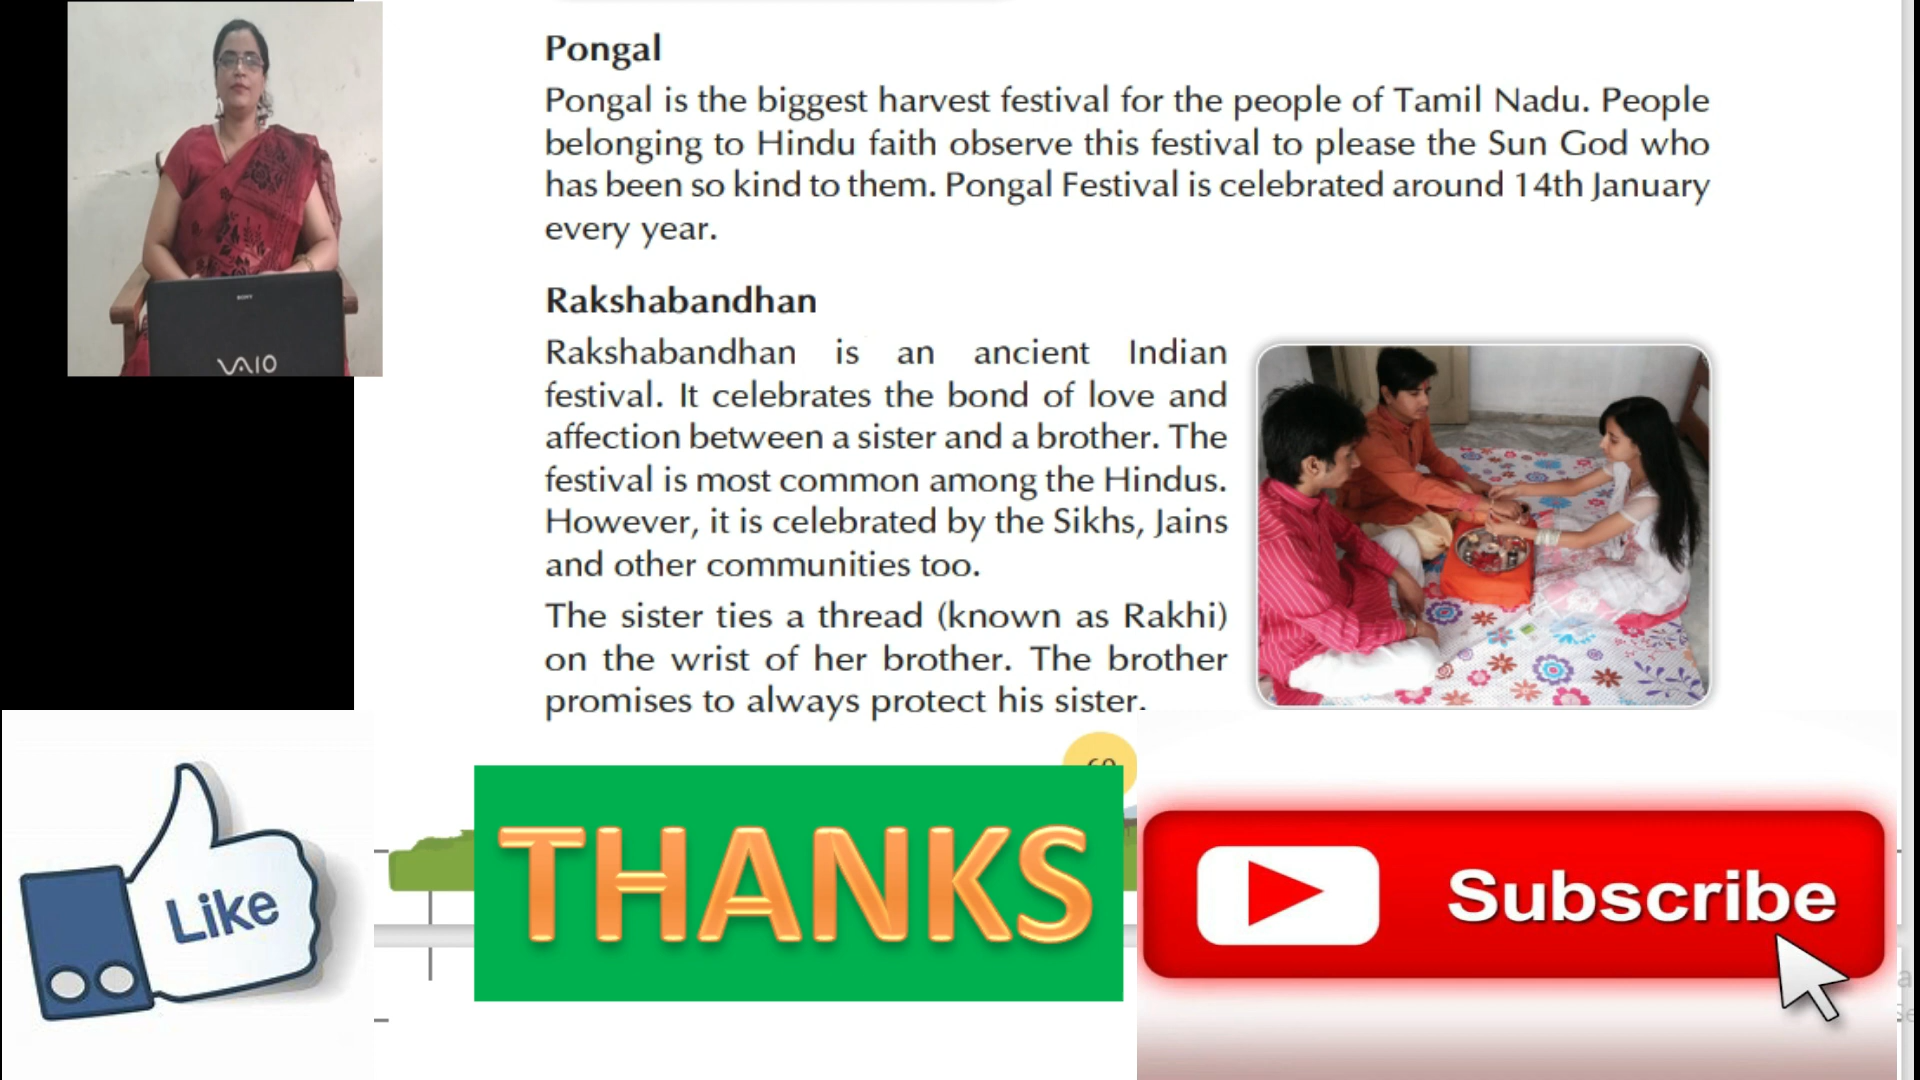 Pongal
Pongal is the biggest harvest festival for the people of Tamil Nadu. People
belonging to Hindu faith observe this festival to please the Sun God who
has been so kind to them. Pongal Festival is celebrated around 14th January
every year.
Rakshabandhan
Rakshabandhan is an ancient Indian
festival. It celebrates the bond of love and
affection between a sister and a brother. The
festival is most common among the Hindus.
However, it is celebrated by the Sikhs, Jains
and other communities too.
The sister ties a thread (known as Rakhi)
on the wrist of her brother. The brother
promises to always protect his sister.
SONY
VAIO
Like
THANKS
Subscribe